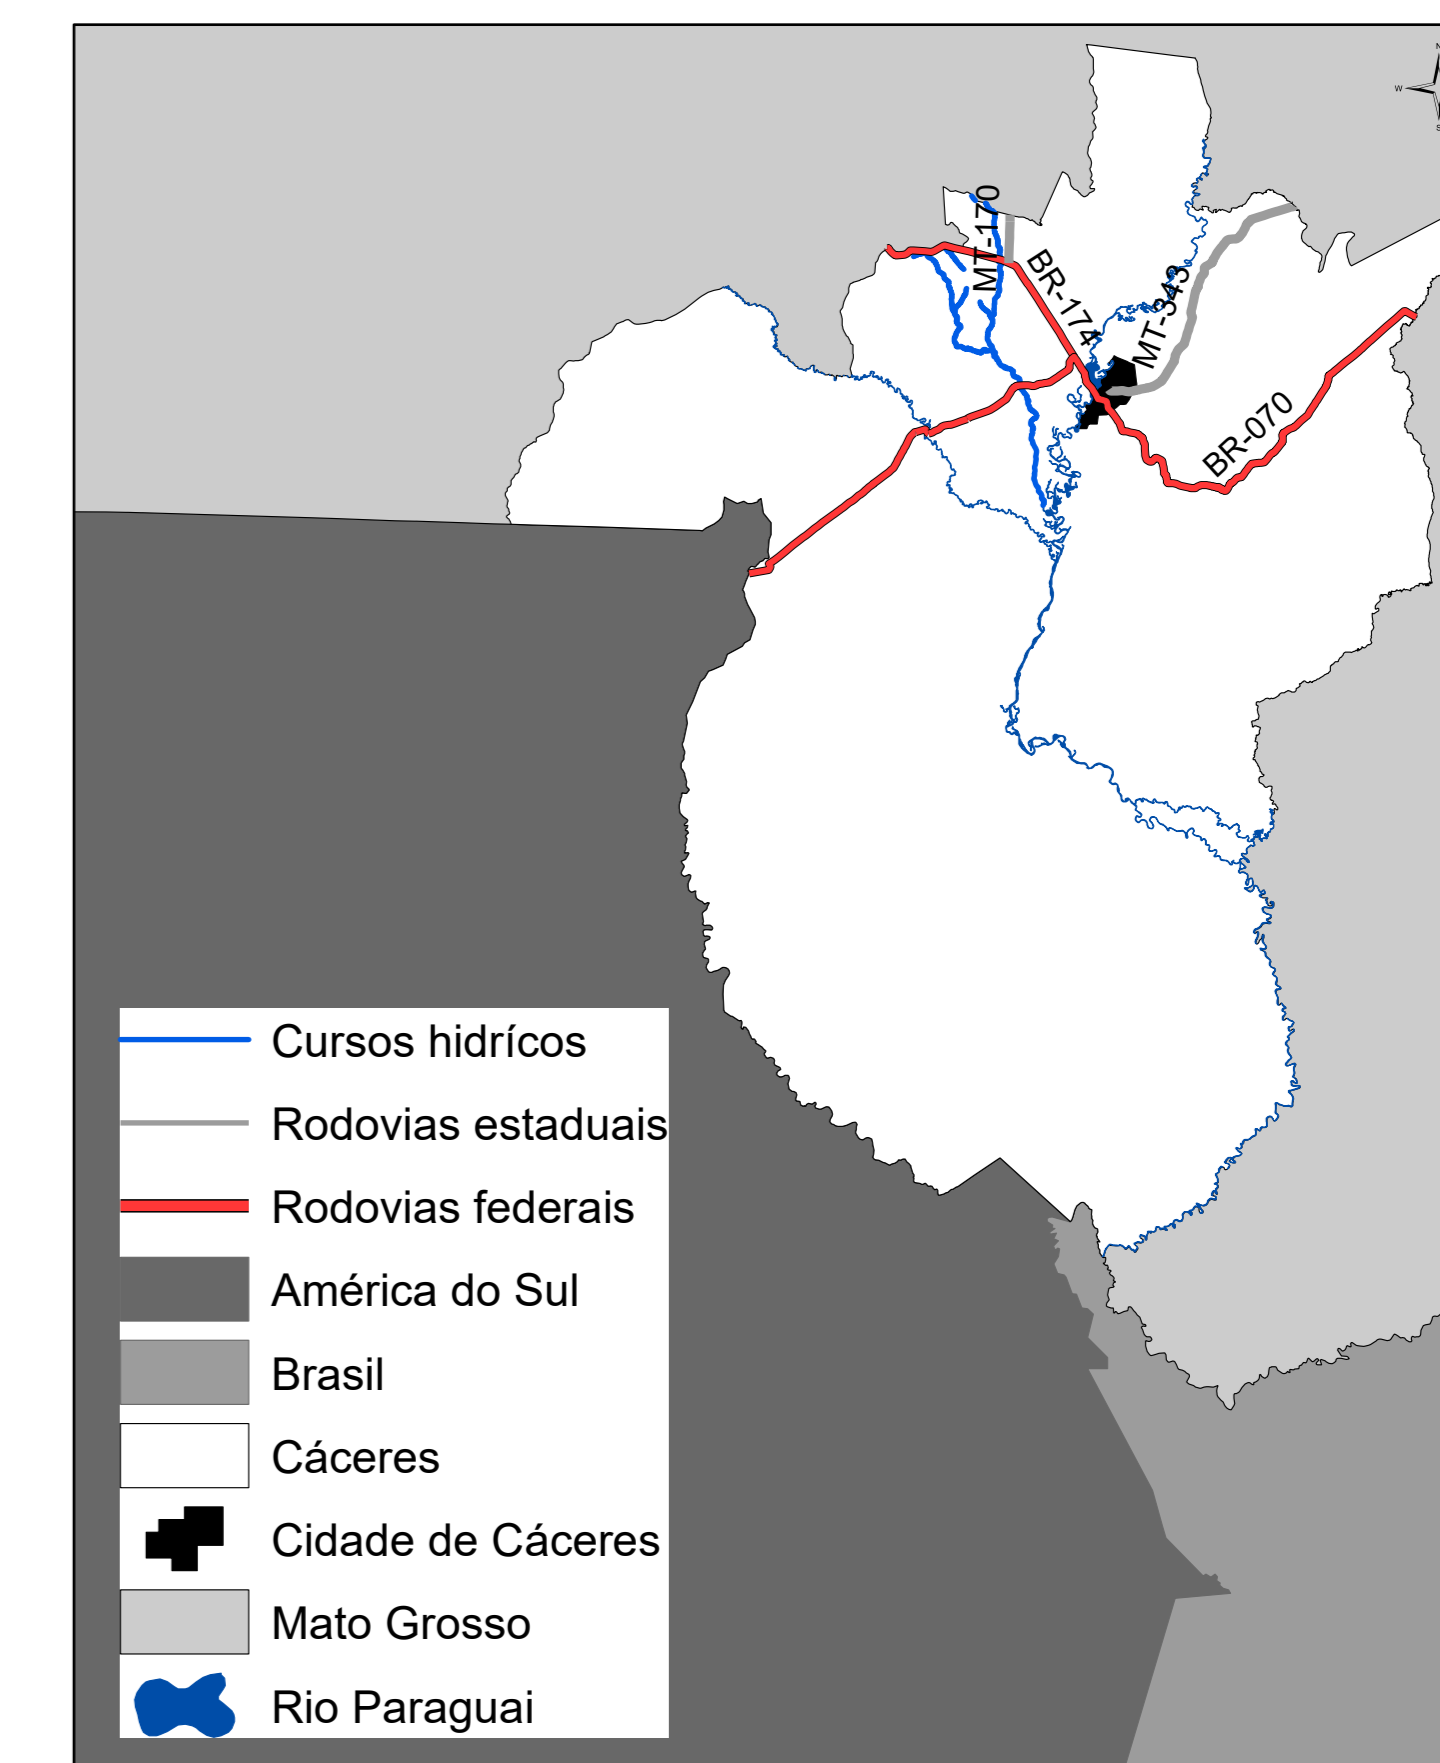 N
W
S
MT-170
BR-174
MT-343
BR-070
Cursos hidrícos
Rodovias estaduais
Rodovias federais
América do Sul
Brasil
Cáceres
Cidade de Cáceres
Mato Grosso
Rio Paraguai